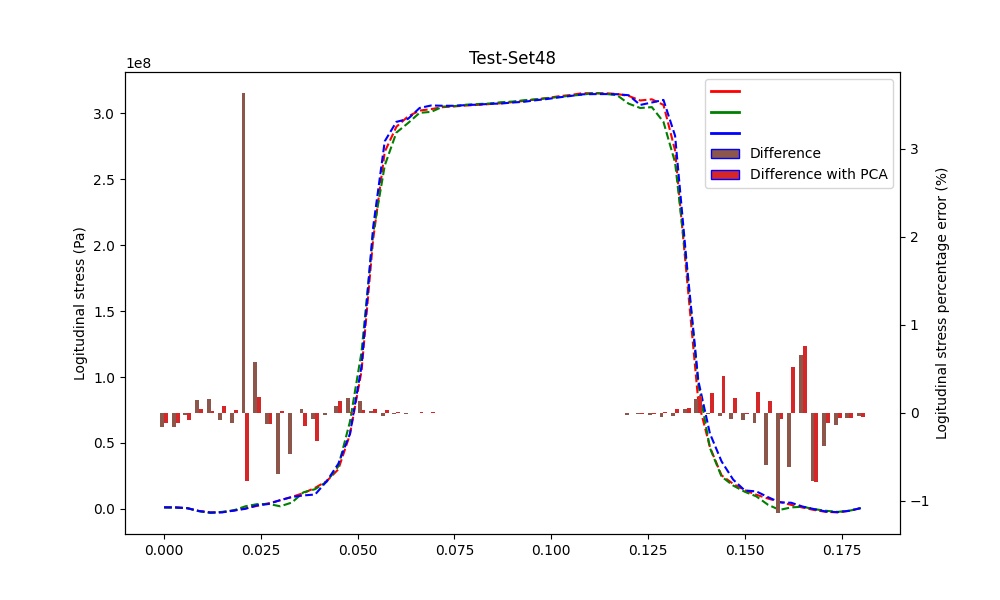 Test-Set48
1e8
Difference
Difference with PCA
3.0
2.5
2.0
1.5
1.0
0.5
0.0
Logitudinal stress (Pa)
3
2
1
0
−1
Logitudinal stress percentage error (%)
0.000 0.025 0.050 0.075 0.100 0.125 0.150 0.175